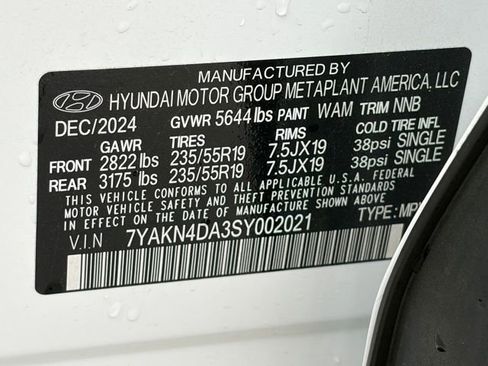 MANUFACTURED BY
HYUNDAI MOTOR GROUP METAPLANT AMERICA, LLC
DEC/2024 GVWR 5644 lbs PAINT WAM TRIM NNB
GAWR TIRES RIMS COLD TIRE INFL
FRONT 2822 lbs 235/55R19 7.5JX19 38psi SINGLE
REAR 3175 lbs 235/55R19 7.5JX19 38psi SINGLE
THIS VEHICLE CONFORMS TO ALL APPLICABLE U.S.A. FEDERAL
MOTOR VEHICLE SAFETY, BUMPER, AND THEFT PREVENTION
STANDARDS IN EFFECT ON THE DATE OF MANUFACTURE SHOWN ABOVE.
V.I.N 7YAKN4DA3SY002021 TYPE: